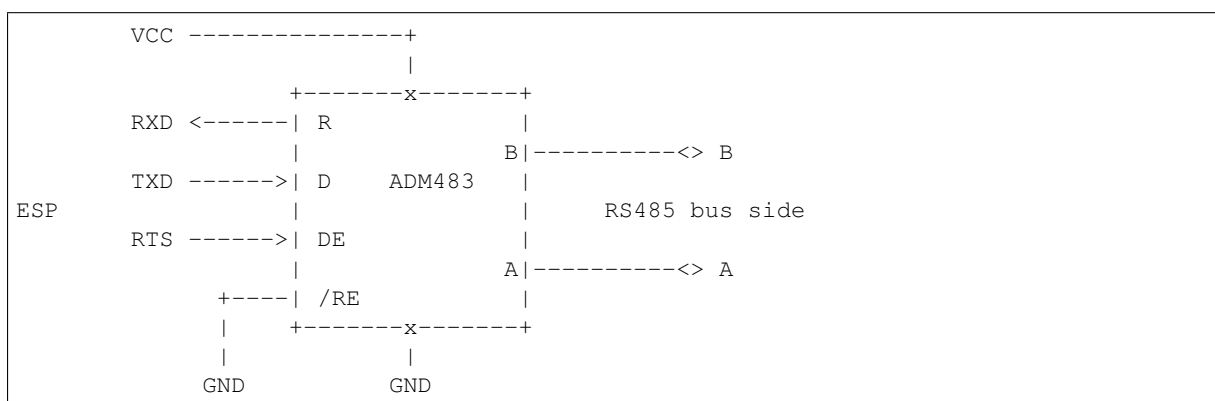 VCC ---------------+
|
+-------x-------+
RXD <------| R |
| B|----------<> B
TXD ------>| D ADM483 |
ESP | | RS485 bus side
RTS ------>| DE |
| A|----------<> A
+----| /RE |
| +-------x-------+
| |
GND GND